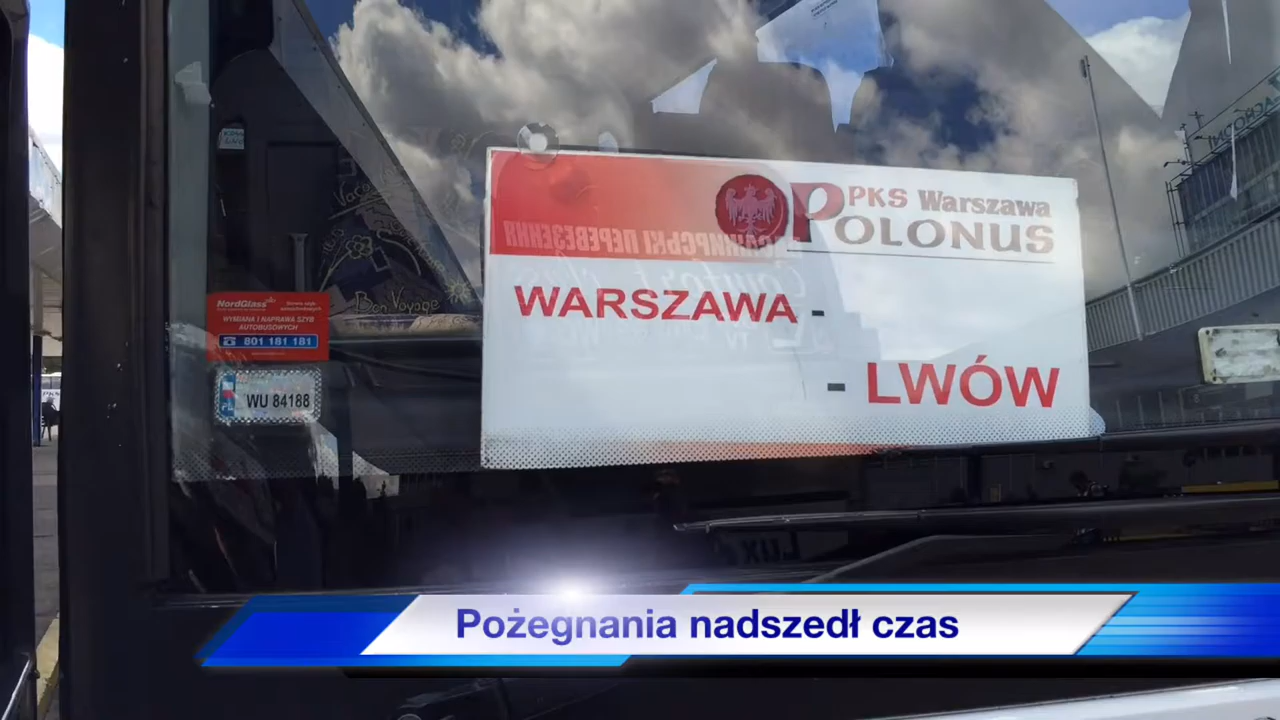 PKS Warszawa
POLONUS
WARSZAWA -
- LWÓW
Bon Voyage
NordGlass
WYMIANA I NAPRAWA SZYB
AUTOBUSOWYCH
801 181 181
PL WU 84188
Pożegnania nadszedł czas